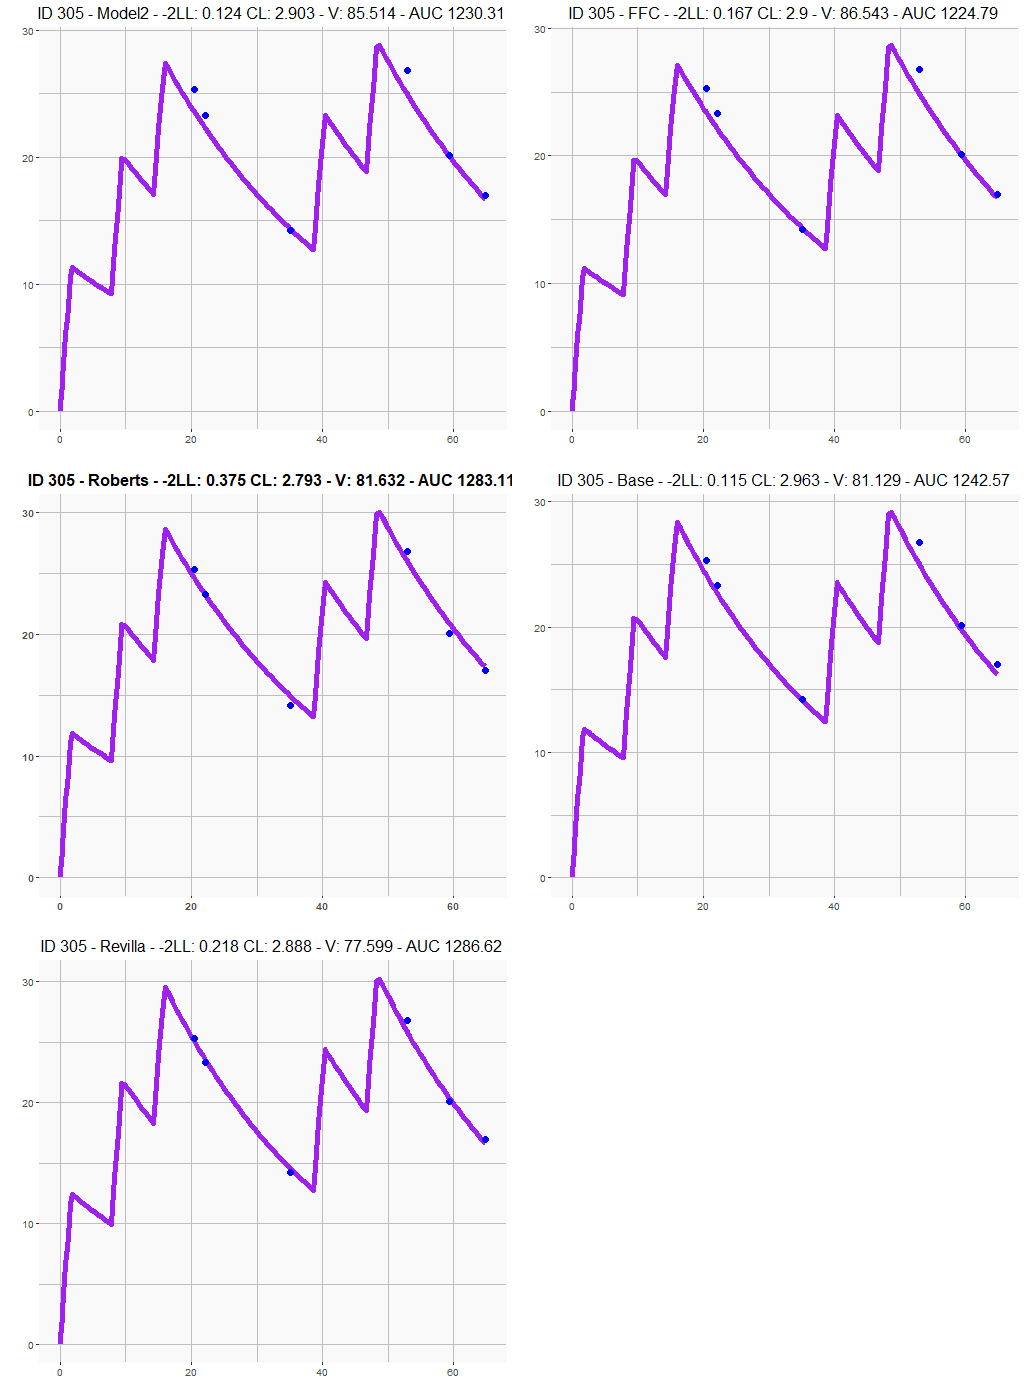 ID 305 - Model2 - -2LL: 0.124 CL: 2.903 - V: 85.514 - AUC 1230.31
30
20
10
0
0 20 40 60
ID 305 - FFC - -2LL: 0.167 CL: 2.9 - V: 86.543 - AUC 1224.79
30
20
10
0
0 20 40 60
ID 305 - Roberts - -2LL: 0.375 CL: 2.793 - V: 81.632 - AUC 1283.11
30
20
10
0
0 20 40 60
ID 305 - Base - -2LL: 0.115 CL: 2.963 - V: 81.129 - AUC 1242.57
30
20
10
0
0 20 40 60
ID 305 - Revilla - -2LL: 0.218 CL: 2.888 - V: 77.599 - AUC 1286.62
30
20
10
0
0 20 40 60